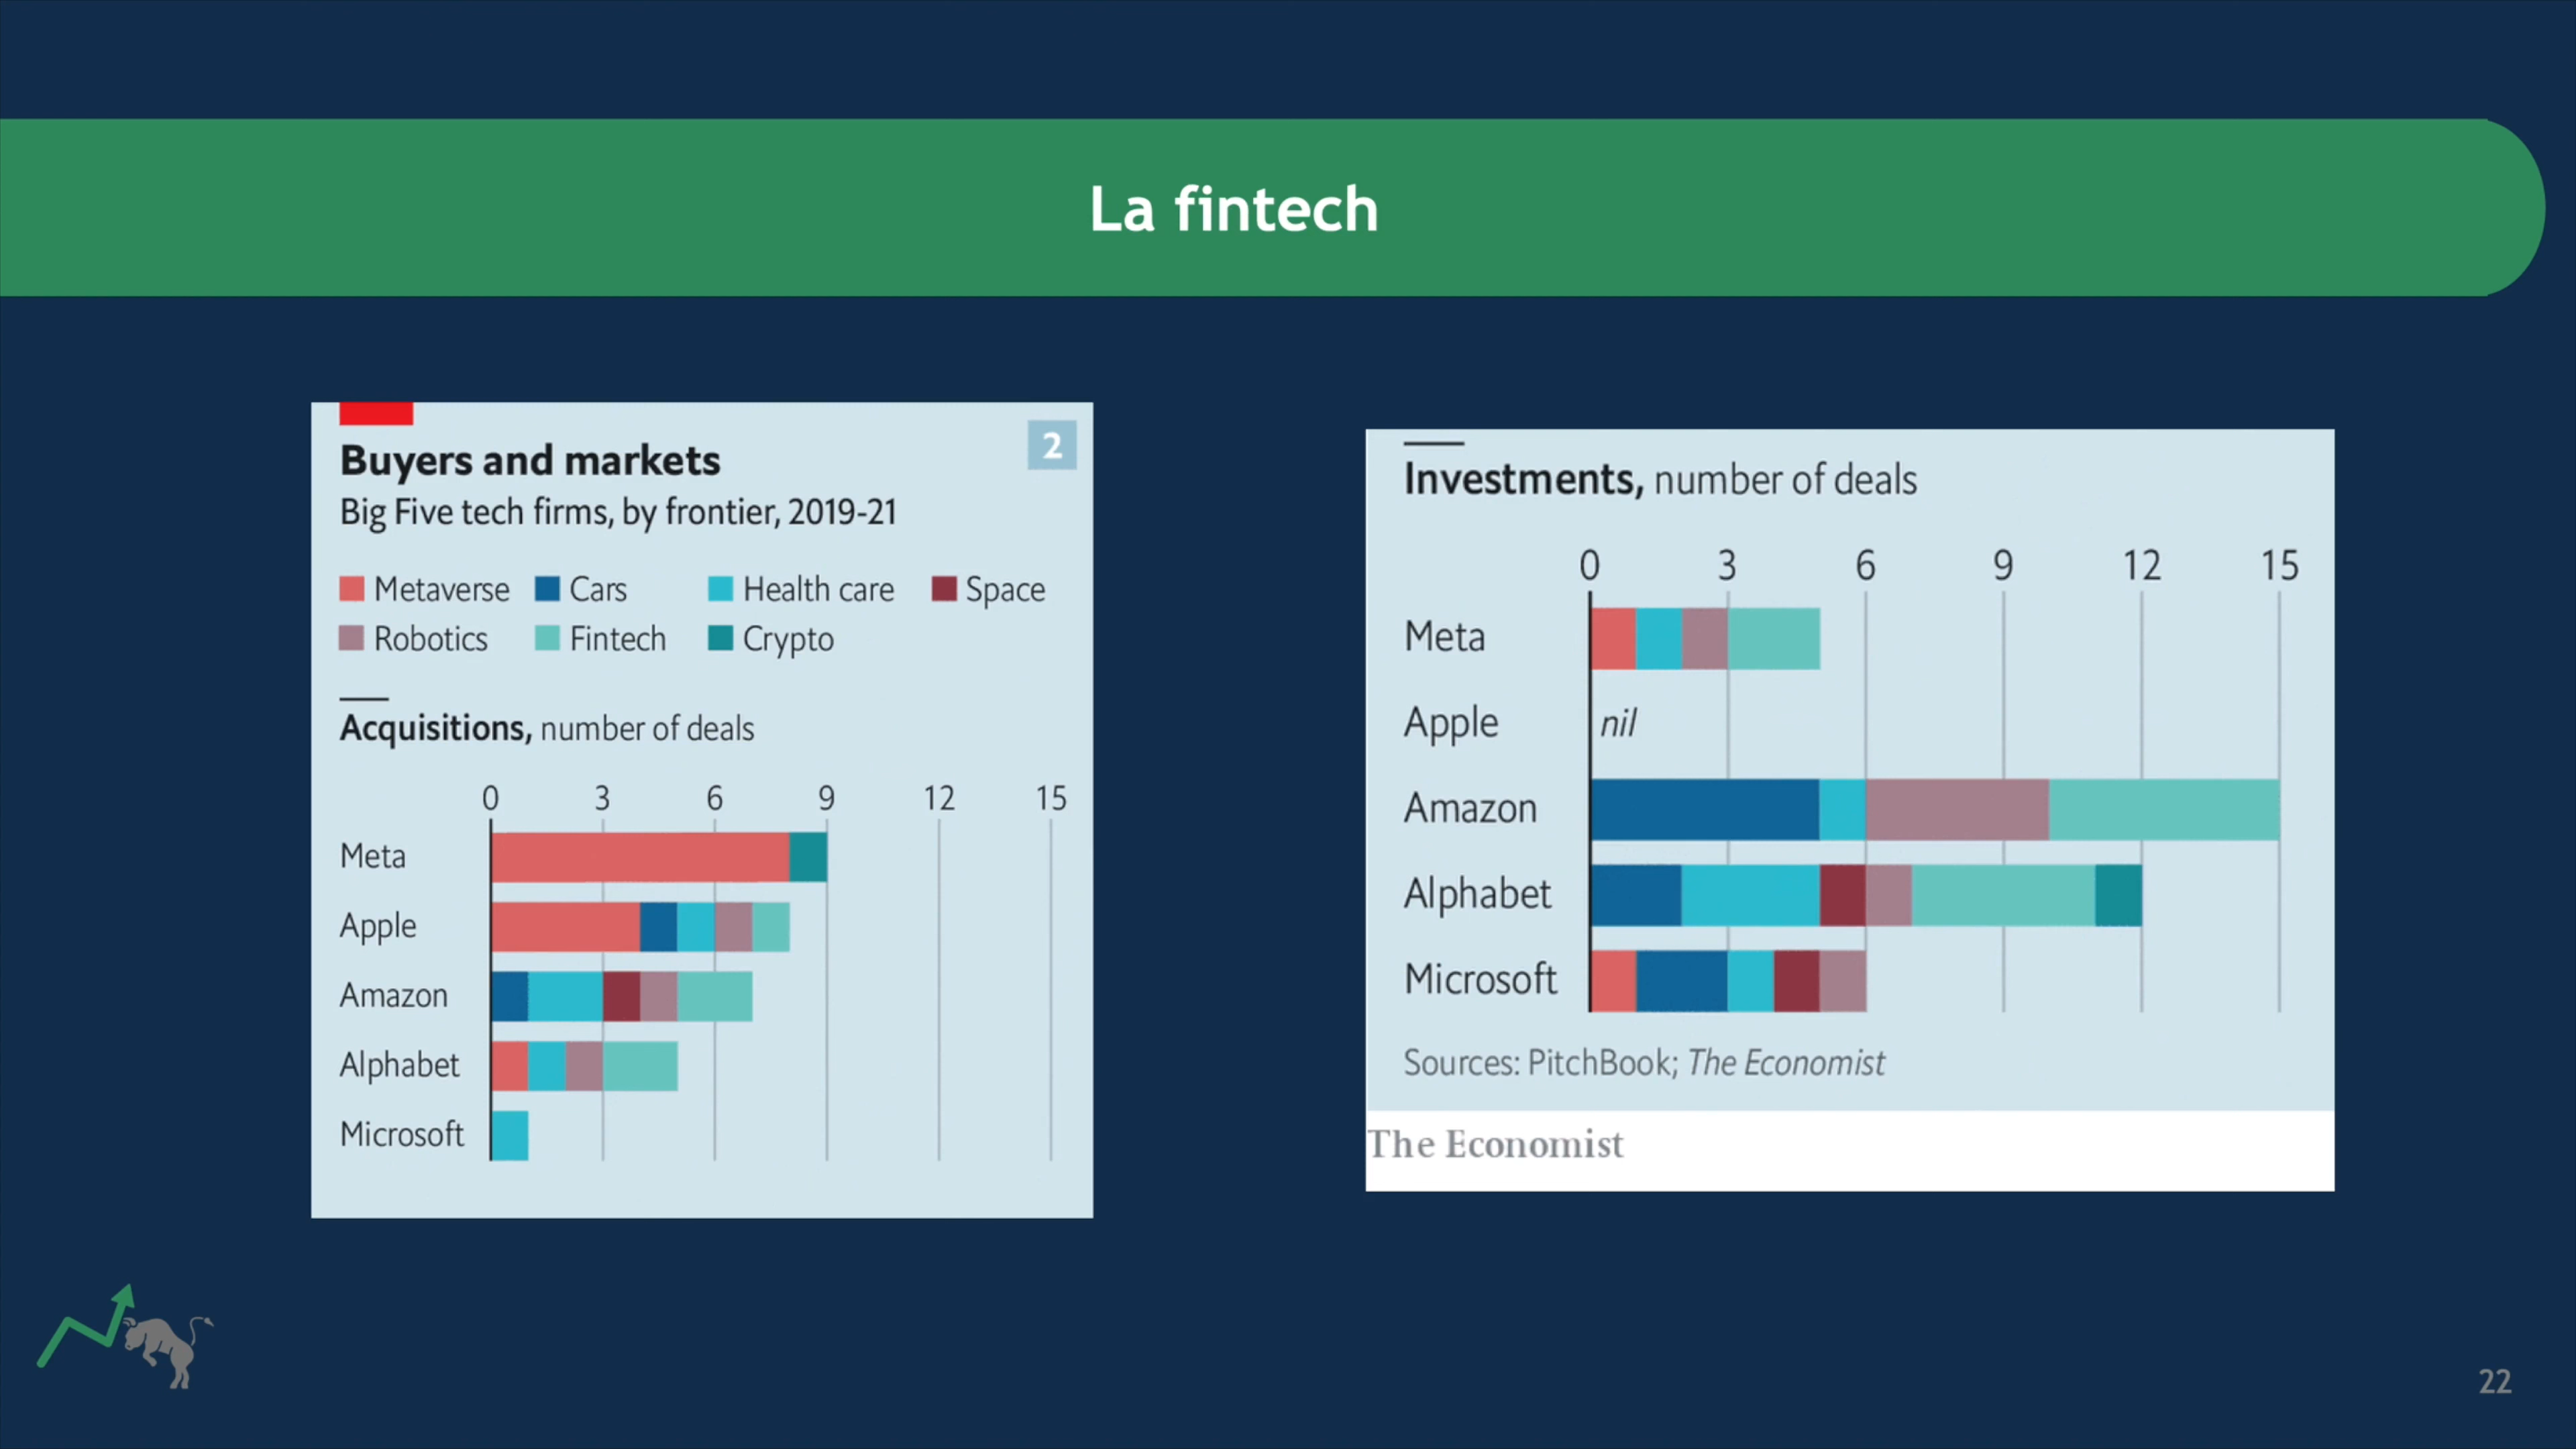 La fintech
Buyers and markets
2
Big Five tech firms, by frontier, 2019-21
Metaverse Cars Health care Space
Robotics Fintech Crypto
Acquisitions, number of deals
0 3 6 9 12 15
Meta
Apple
Amazon
Alphabet
Microsoft
Investments, number of deals
0 3 6 9 12 15
Meta
Apple nil
Amazon
Alphabet
Microsoft
Sources: PitchBook; The Economist
The Economist
22